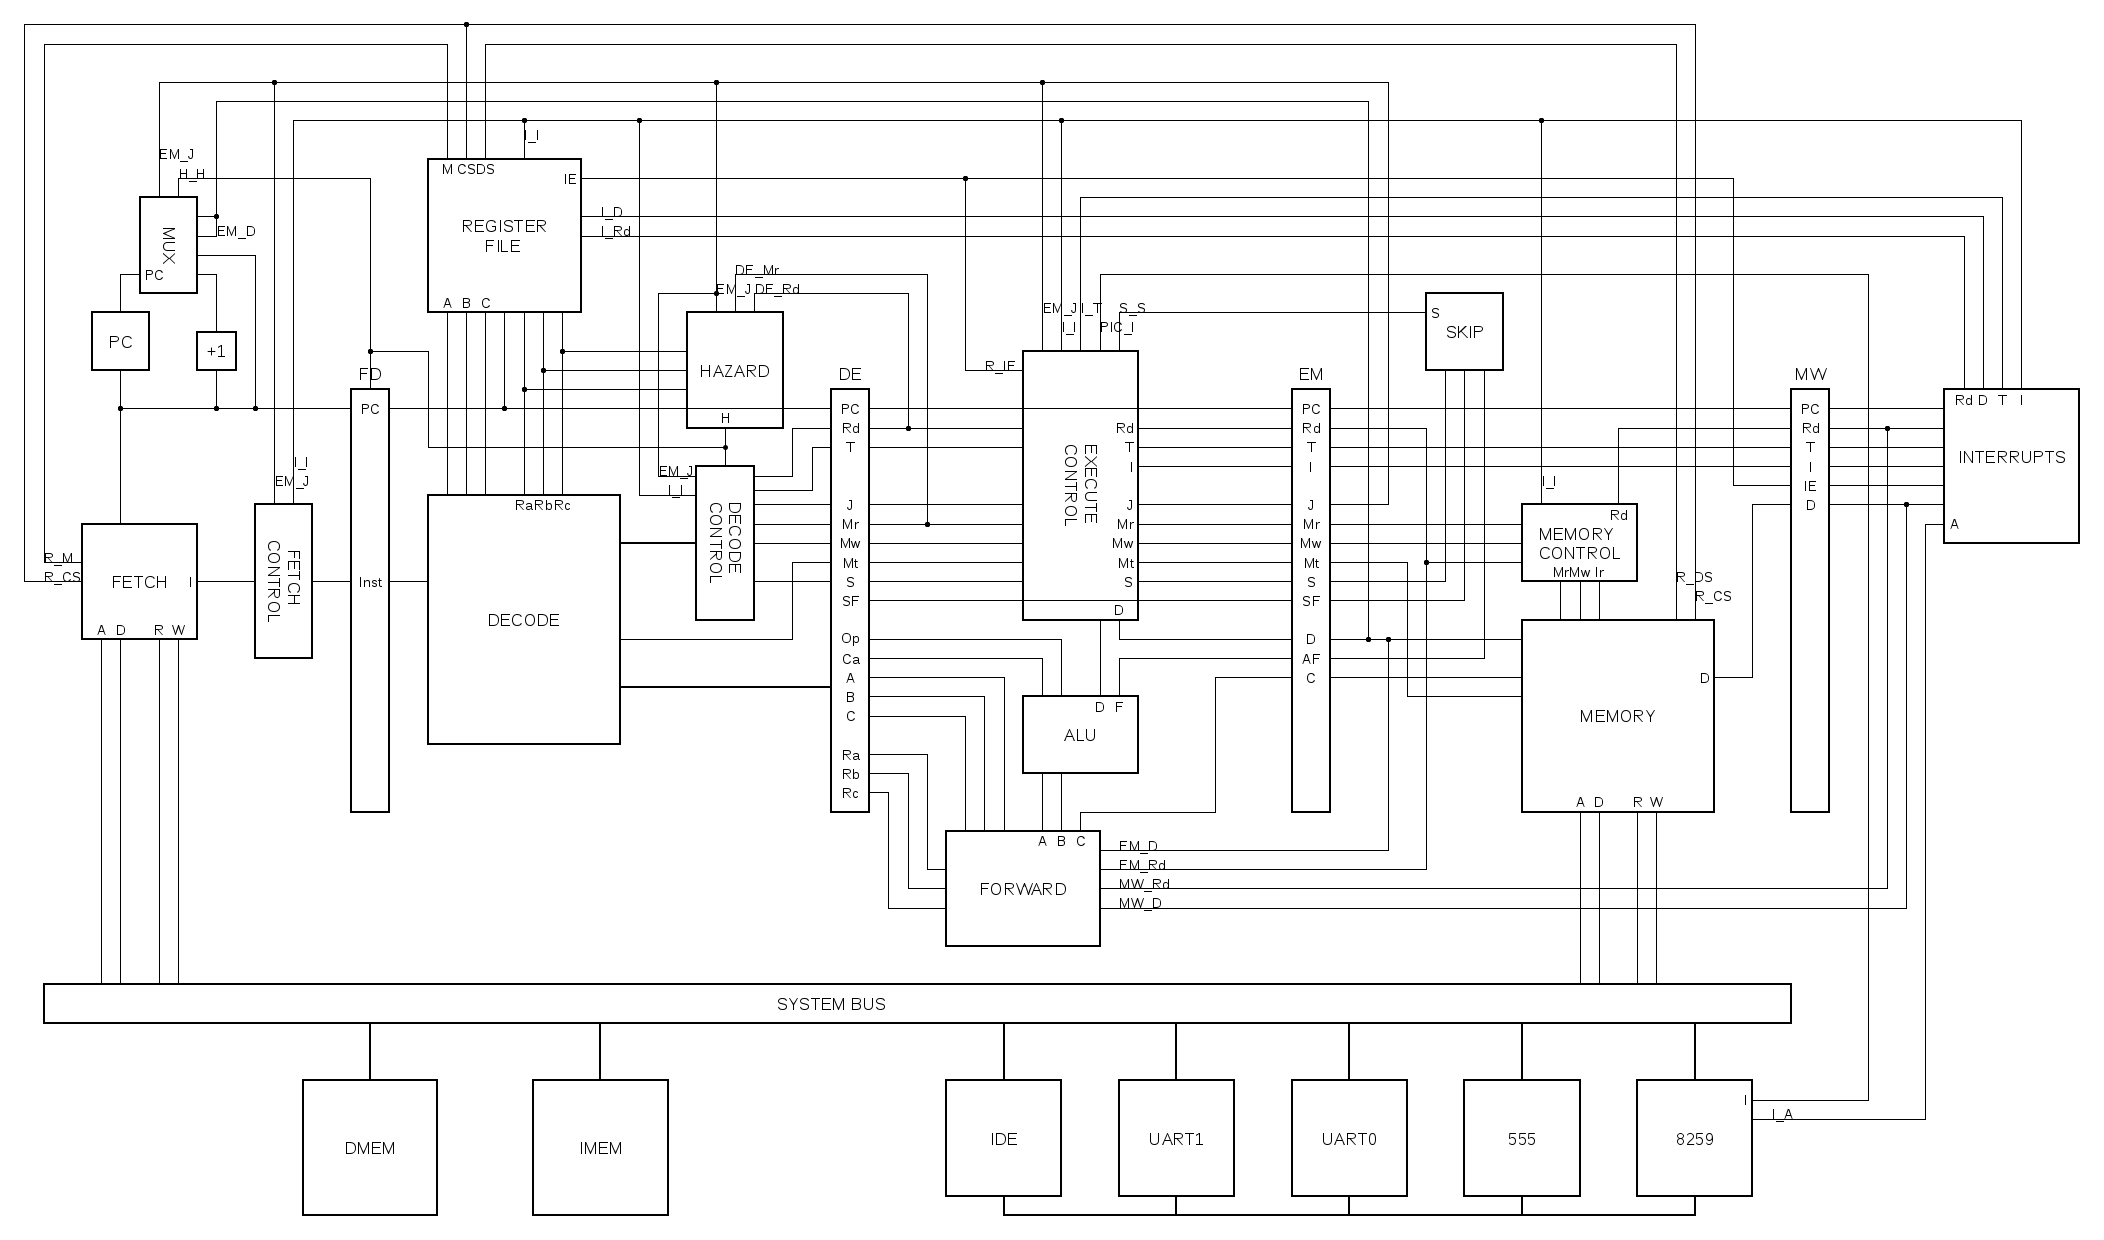 I_I
EM_J
H_H
M CSDS
IE
REGISTER
FILE
I_D
I_Rd
EM_D
MUX
PC
A B C
DE_Mr
EM_J DE_Rd
EM_J I_T S_S
I_I PIC_I
S
SKIP
PC
+1
HAZARD
H
R_IE
FD
DE
EM
MW
PC
PC
Rd
T
J
Mr
Mw
Mt
S
SF
Op
Ca
A
B
C
Ra
Rb
Rc
EXECUTE
CONTROL
Rd
T
I
J
Mr
Mw
Mt
S
D
PC
Rd
T
I
J
Mr
Mw
Mt
S
SF
D
AF
C
PC
Rd
T
I
IE
D
Rd D T I
INTERRUPTS
A
I_I
EM_J
EM_J
I_I
I_I
Rd
MEMORY
CONTROL
MrMw Ir
RaRbRc
DECODE
CONTROL
R_M
R_CS
FETCH
I
A D R W
FETCH
CONTROL
Inst
DECODE
R_DS
R_CS
D
MEMORY
A D R W
D F
ALU
A B C
FORWARD
EM_D
EM_Rd
MW_Rd
MW_D
SYSTEM BUS
DMEM
IMEM
IDE
UART1
UART0
555
8259
I
I_A